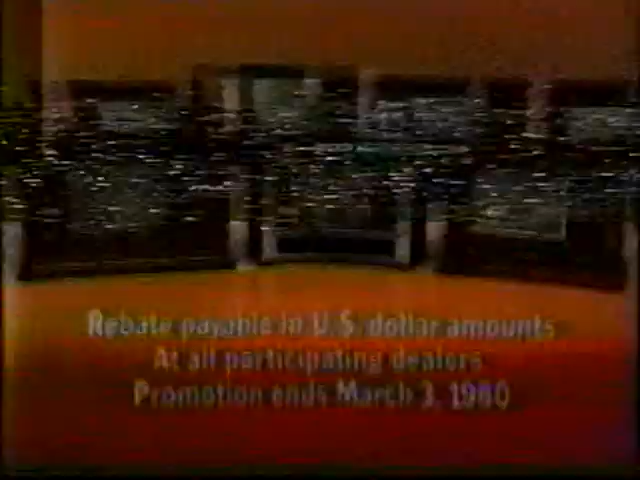 Rebate payable in U.S. dollar amounts
At all participating dealers
Promotion ends March 3, 1980